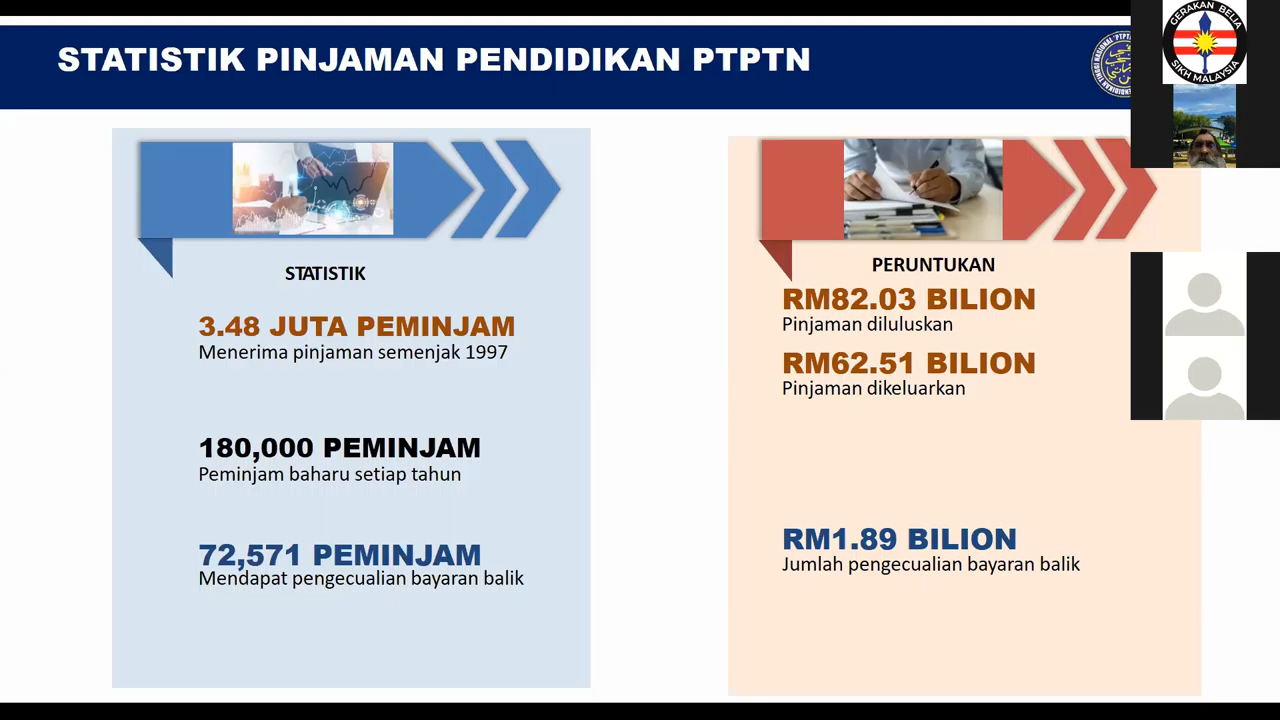 STATISTIK PINJAMAN PENDIDIKAN PTPTN
GERAKAN BELIA
SIKH MALAYSIA
STATISTIK
3.48 JUTA PEMINJAM
Menerima pinjaman semenjak 1997
180,000 PEMINJAM
Peminjam baharu setiap tahun
72,571 PEMINJAM
Mendapat pengecualian bayaran balik
PERUNTUKAN
RM82.03 BILION
Pinjaman diluluskan
RM62.51 BILION
Pinjaman dikeluarkan
RM1.89 BILION
Jumlah pengecualian bayaran balik